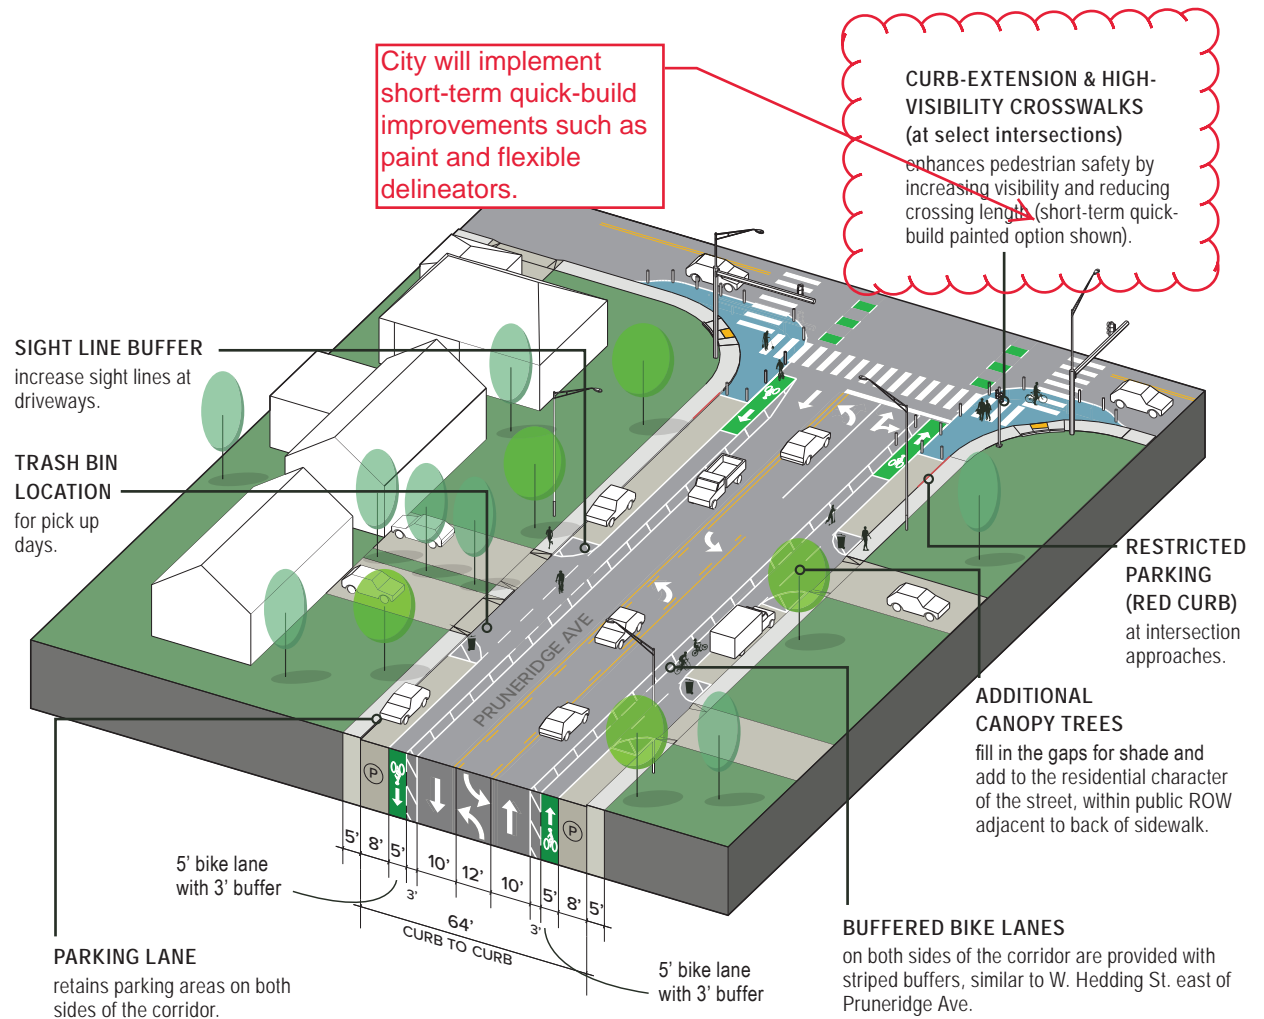 City will implement
short-term quick-build
improvements such as
paint and flexible
delineators.
CURB-EXTENSION & HIGH-
VISIBILITY CROSSWALKS
(at select intersections)
enhances pedestrian safety by
increasing visibility and reducing
crossing length (short-term quick-
build painted option shown).
SIGHT LINE BUFFER
increase sight lines at
driveways.
TRASH BIN
LOCATION
for pick up
days.
RESTRICTED
PARKING
(RED CURB)
at intersection
approaches.
ADDITIONAL
CANOPY TREES
fill in the gaps for shade and
add to the residential character
of the street, within public ROW
adjacent to back of sidewalk.
PRUNERIDGE AVE
P
P
5’ 8’ 5’ 3’ 10’ 12’ 10’ 3’ 5’ 8’ 5’
64’
CURB TO CURB
5’ bike lane
with 3’ buffer
5’ bike lane
with 3’ buffer
PARKING LANE
retains parking areas on both
sides of the corridor.
BUFFERED BIKE LANES
on both sides of the corridor are provided with
striped buffers, similar to W. Hedding St. east of
Pruneridge Ave.